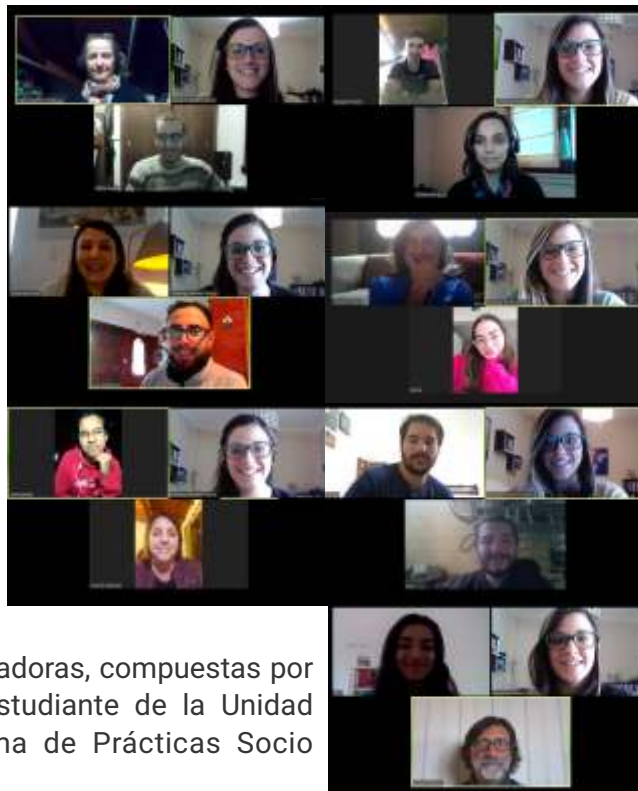 adoras, compuestas por
studiante de la Unidad
na de Prácticas Socio